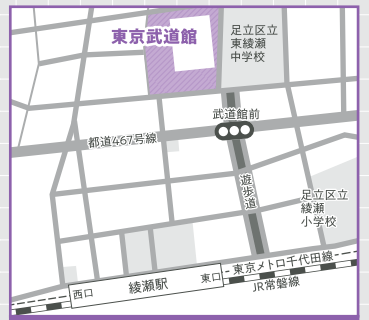 東京武道館
足立区立
東綾瀬
中学校
武道館前
都道467号線
遊歩道
足立区立
綾瀬
小学校
西口
綾瀬駅
東口
東京メトロ千代田線
JR常磐線